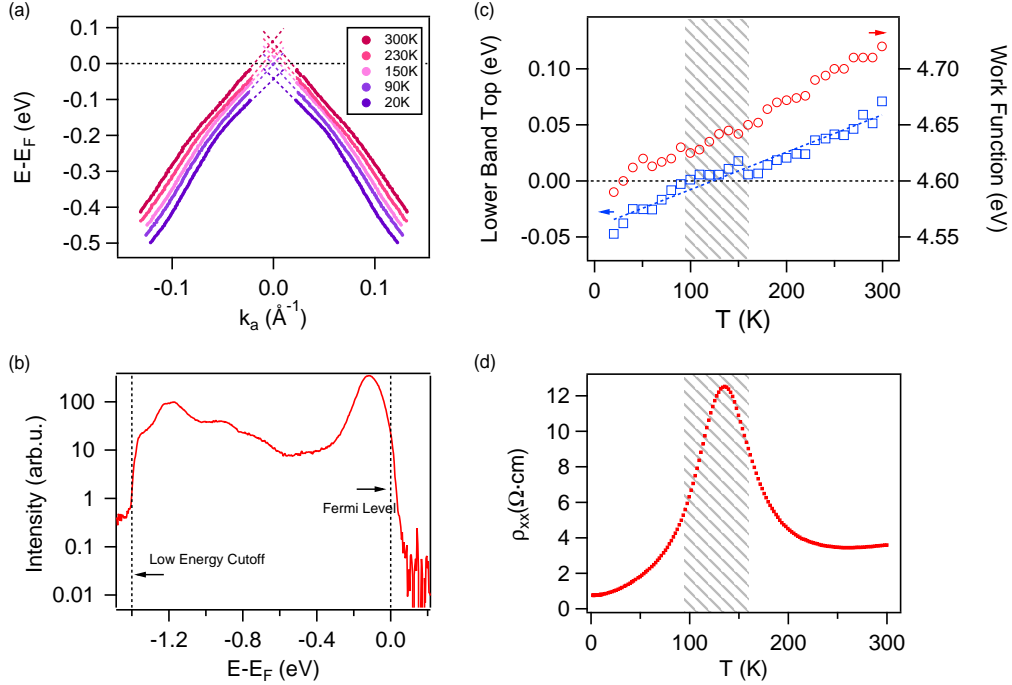 (a)
0.1
0.0
-0.1
-0.2
-0.3
-0.4
-0.5
E-E_F (eV)
300K
230K
150K
90K
20K
-0.1
0.0
0.1
k_a (Å^-1)
(c)
0.10
0.05
0.00
-0.05
Lower Band Top (eV)
4.70
4.65
4.60
4.55
Work Function
(eV)
0
100
200
300
T (K)
(b)
100
10
1
0.1
0.01
Intensity (arb.u.)
Fermi Level
Low Energy Cutoff
-1.2
-0.8
-0.4
0.0
E-E_F (eV)
(d)
12
10
8
6
4
2
0
ρ_xx(Ω·cm)
0
100
200
300
T (K)